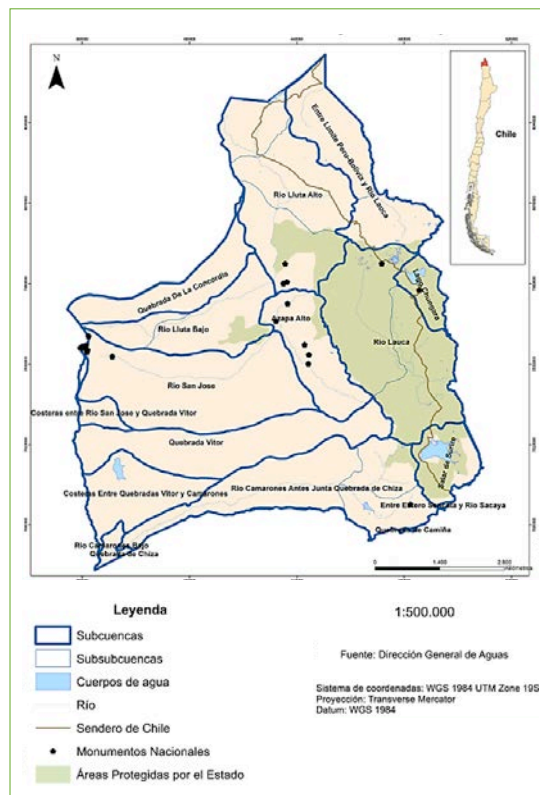 N
Chile
Entre Limite Peru-Bolivia y Rio Lauca
Rio Lluta Alto
Quebrada De La Concordia
Lago Chungara
Rio Lluta Bajo
Azapa Alto
Rio Lauca
Rio San Jose
Costeras entre Rio San Jose y Quebrada Vitor
Quebrada Vitor
Salar de Surire
Rio Camarones Antes Junta Quebrada de Chiza
Costeras Entre Quebradas Vitor y Camarones
Entre Estero y Rio Sacaya
Quebrada de Camiña
Rio Camarones Bajo
Quebrada de Chiza
Leyenda
Subcuencas
Subsubcuencas
Cuerpos de agua
Río
Sendero de Chile
Monumentos Nacionales
Áreas Protegidas por el Estado
1:500.000
Fuente: Dirección General de Aguas
Sistema de coordenadas: WGS 1984 UTM Zone 19S
Proyección: Transverse Mercator
Datum: WGS 1984